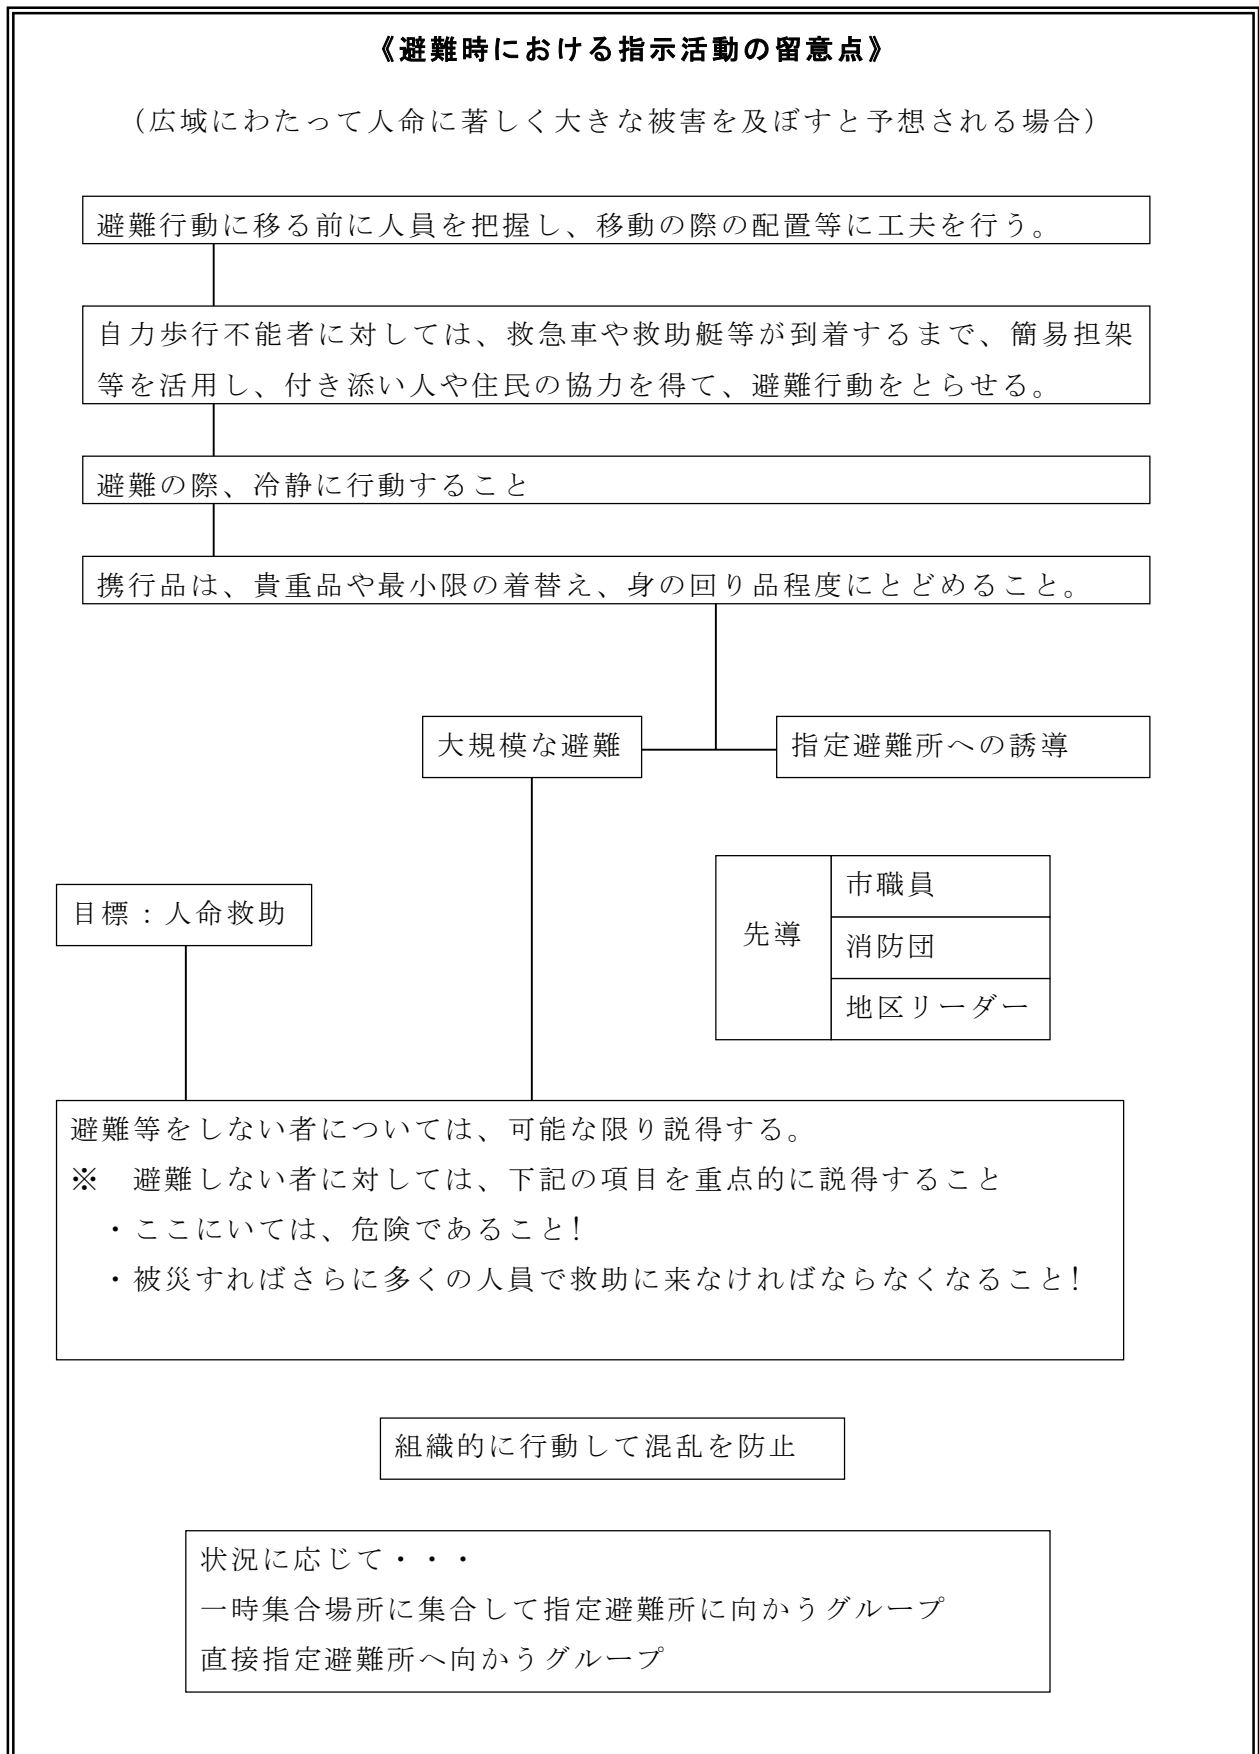 《避難時における指示活動の留意点》
（広域にわたって人命に著しく大きな被害を及ぼすと予想される場合）
避難行動に移る前に人員を把握し、移動の際の配置等に工夫を行う。
自力歩行不能者に対しては、救急車や救助艇等が到着するまで、簡易担架
等を活用し、付き添い人や住民の協力を得て、避難行動をとらせる。
避難の際、冷静に行動すること
携行品は、貴重品や最小限の着替え、身の回り品程度にとどめること。
大規模な避難
指定避難所への誘導
目標：人命救助
先導
市職員
消防団
地区リーダー
避難等をしない者については、可能な限り説得する。
※　避難しない者に対しては、下記の項目を重点的に説得すること
・ここにいては、危険であること！
・被災すればさらに多くの人員で救助に来なければならなくなること！
組織的に行動して混乱を防止
状況に応じて・・・
一時集合場所に集合して指定避難所に向かうグループ
直接指定避難所へ向かうグループ